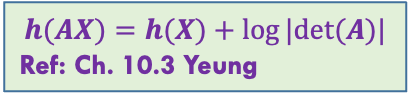 h(AX) = h(X) + log |det(A)|
Ref: Ch. 10.3 Yeung